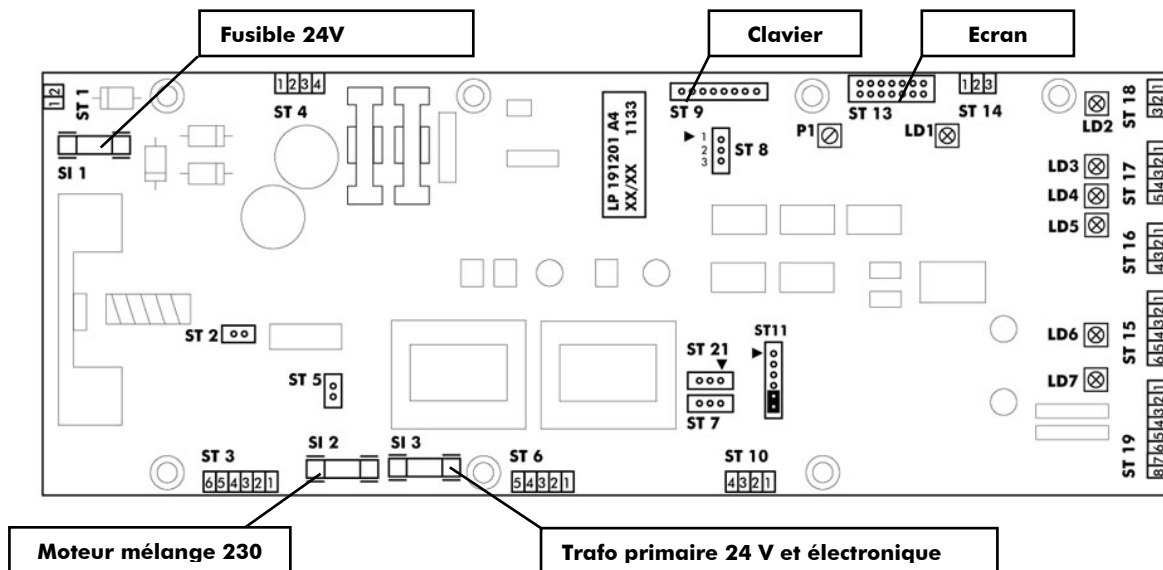 Fusible 24V
Clavier
Ecran
1 2
ST 1
1 2 3 4
ST 4
ST 9
ST 13
1 2 3
ST 14
P1
LD1
LD2
3 2 1
ST 18
SI 1
LP 191201 A4 1133
XX/XX
1
2
3
ST 8
LD3
LD4
LD5
5 4 3 2 1
ST 17
4 3 2 1
ST 16
ST 2
ST 5
ST 21
ST11
ST 7
LD6
LD7
6 5 4 3 2 1
ST 15
8 7 6 5 4 3 2 1
ST 19
ST 3
6 5 4 3 2 1
SI 2
SI 3
ST 6
5 4 3 2 1
ST 10
4 3 2 1
Moteur mélange 230
Trafo primaire 24 V et électronique